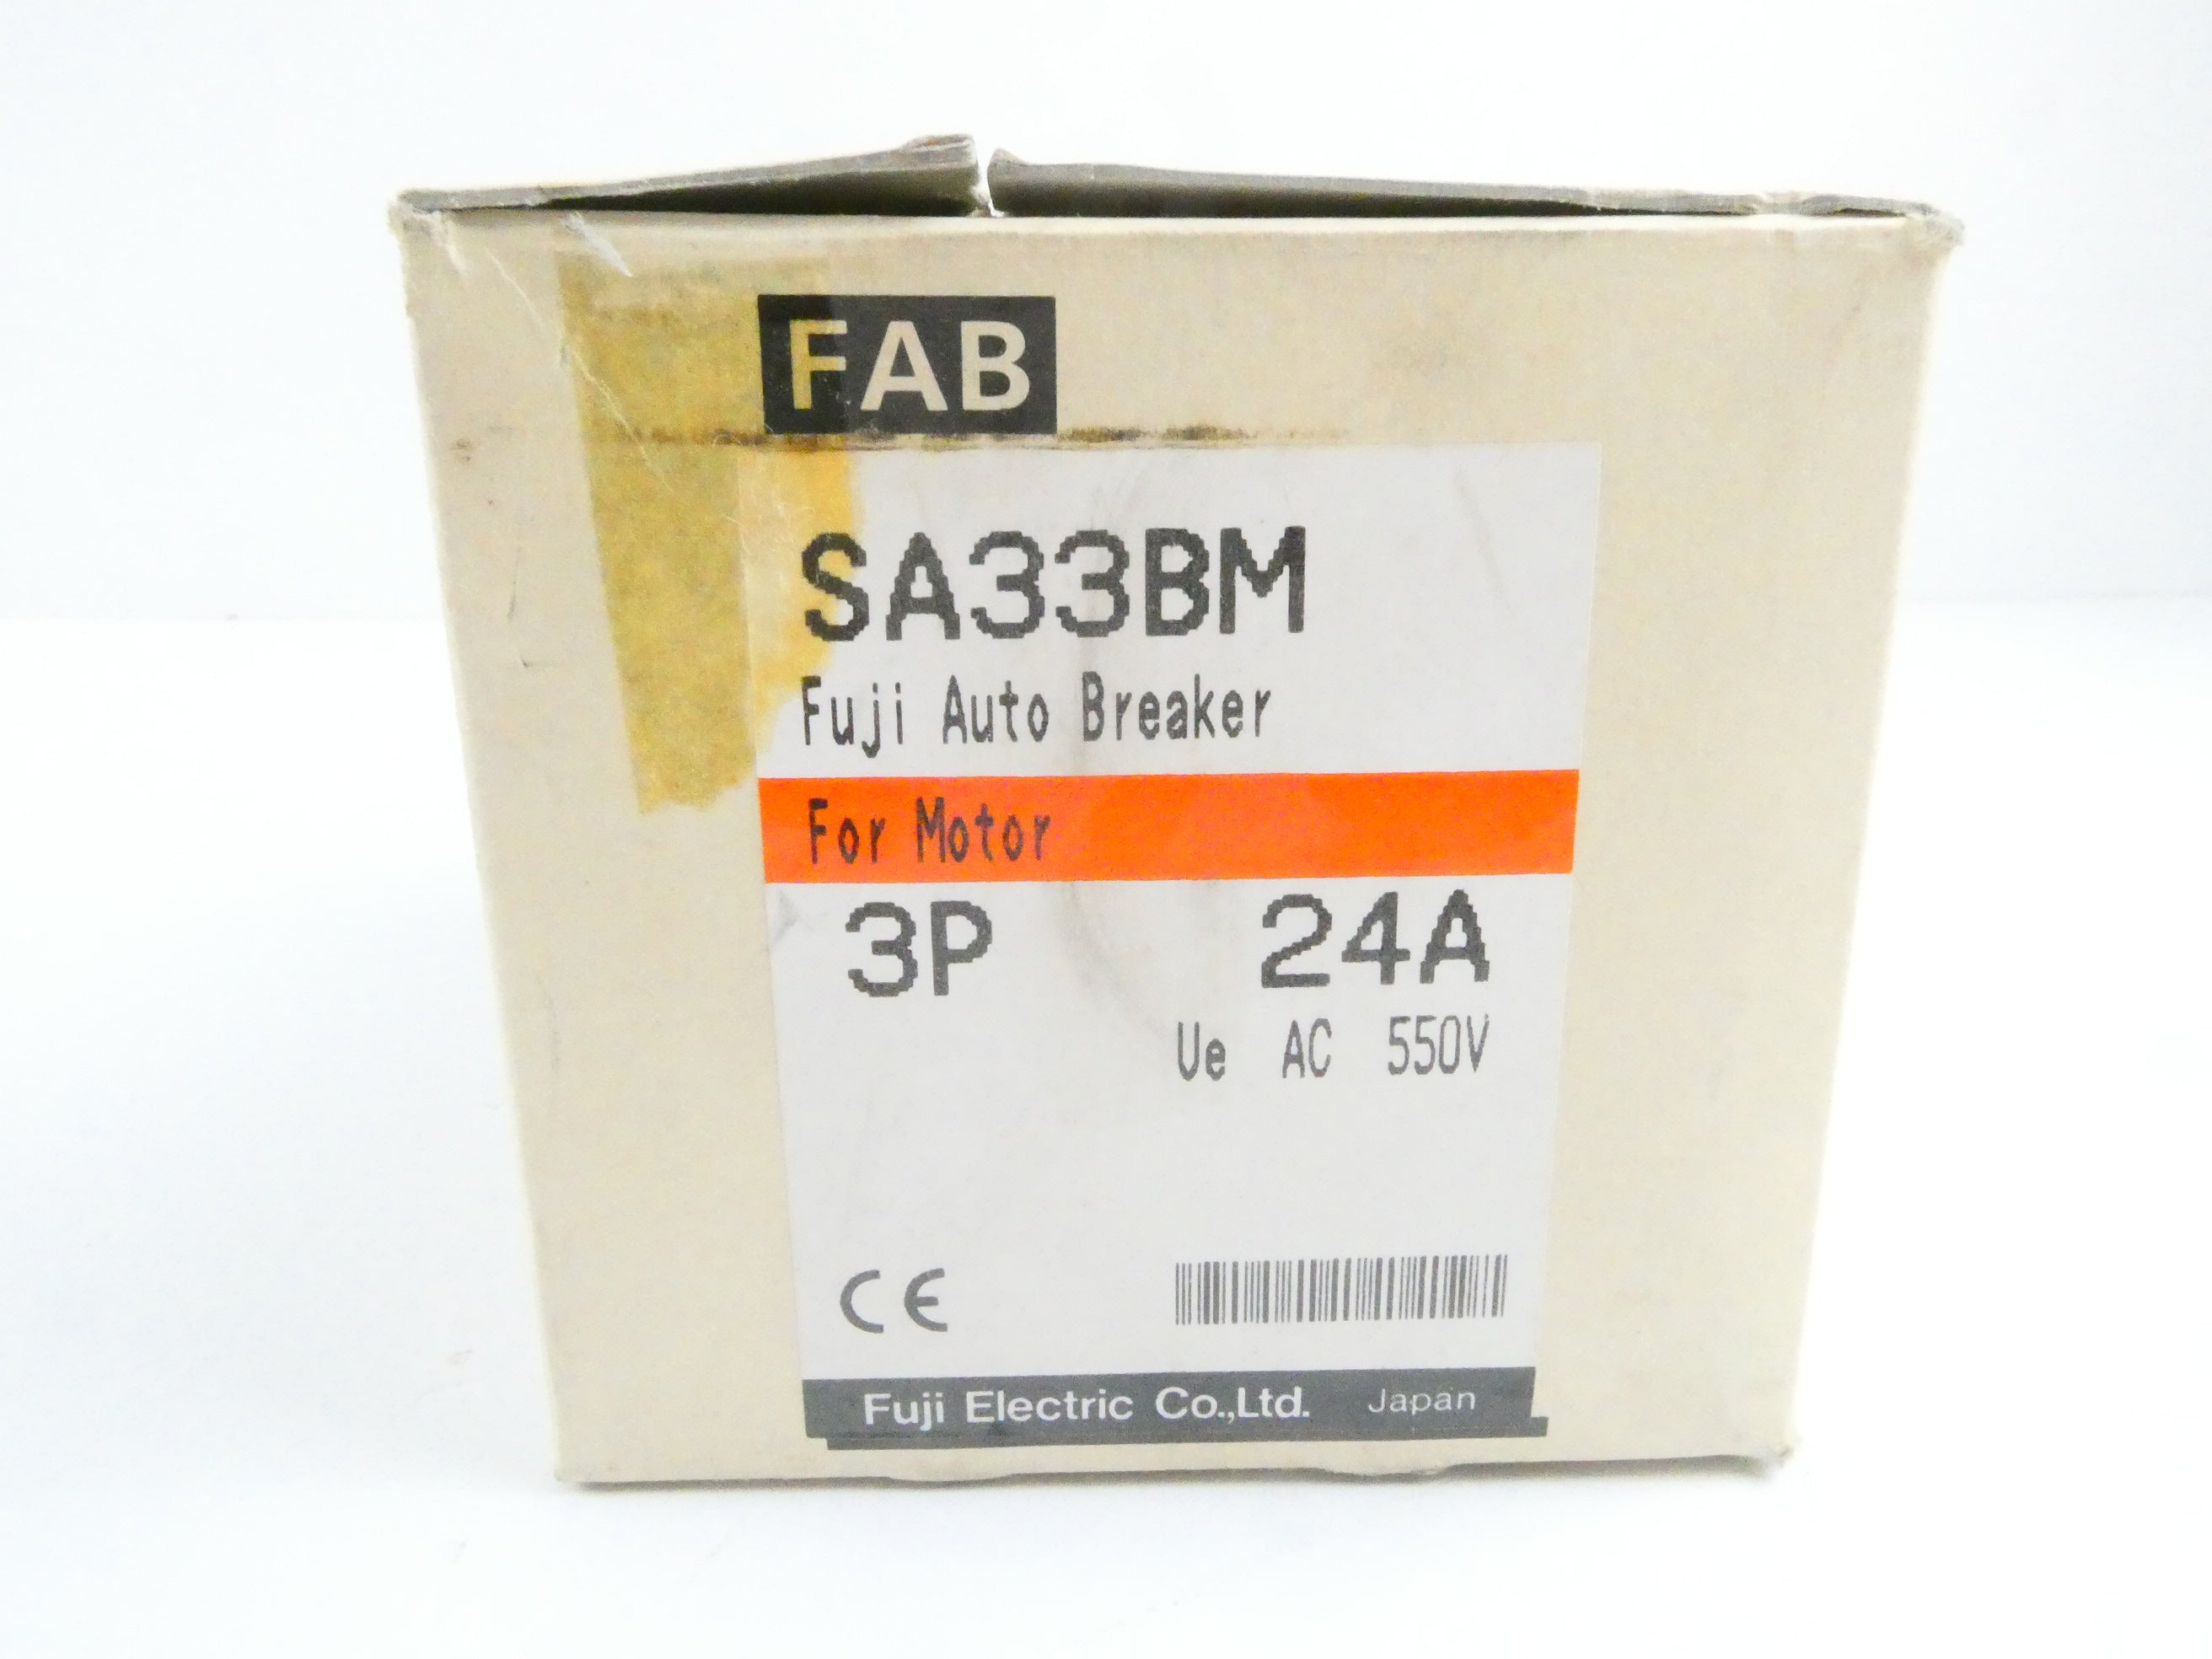 FAB
SA33BM
Fuji Auto Breaker
For Motor
3P 24A
Ue AC 550V
CE
Fuji Electric Co.,Ltd. Japan